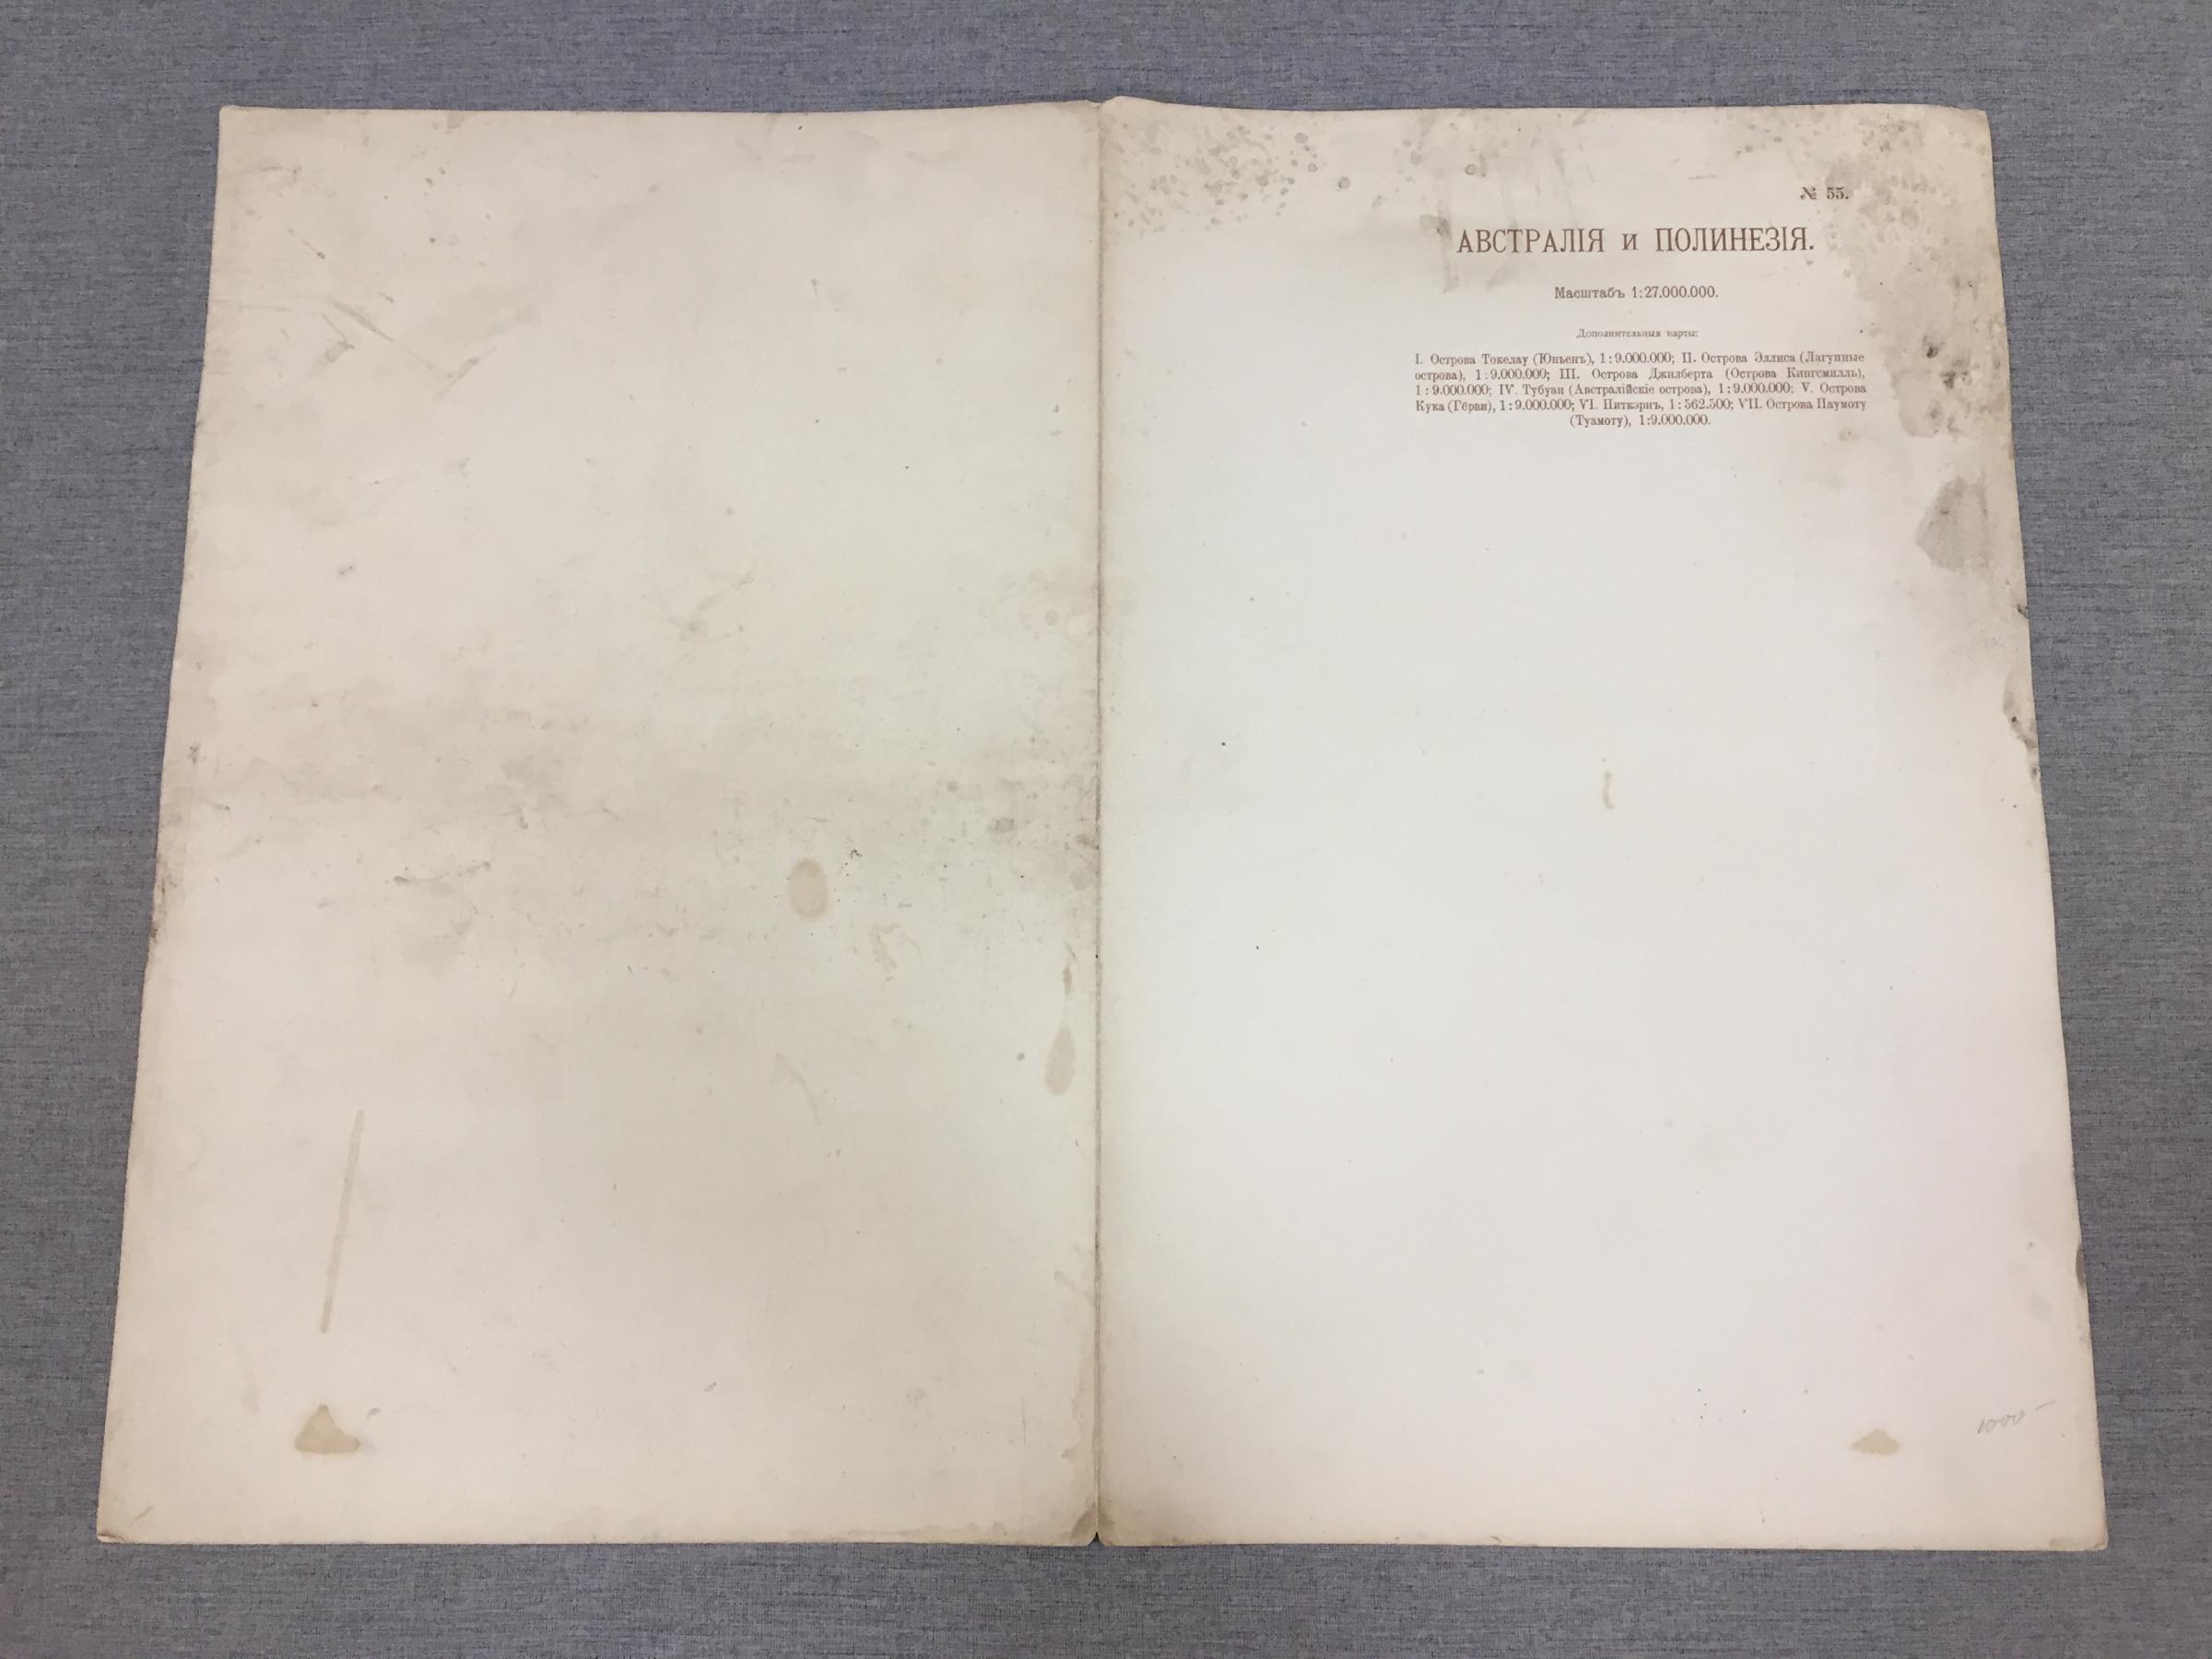 № 55.
АВСТРАЛІЯ и ПОЛИНЕЗІЯ.
Масштабъ 1:27.000.000.
Дополнительныя карты:
I. Острова Токелау (Юньенъ), 1:9.000.000; II. Острова Эллиса (Лагунные
острова), 1:9.000.000; III. Острова Джилберта (Острова Кингсмилль),
1:9.000.000; IV. Тубуаи (Австралійскіе острова), 1:9.000.000; V. Острова
Кука (Гёрви), 1:9.000.000; VI. Питкэрнъ, 1:562.500; VII. Острова Паумоту
(Туамоту), 1:9.000.000.
1000 –